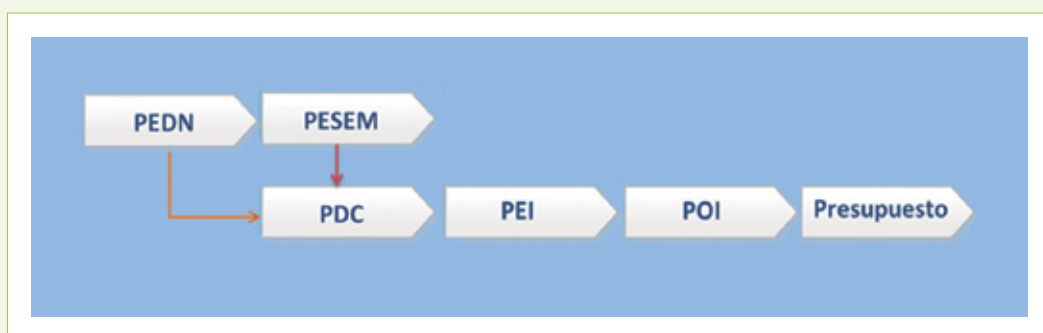 PEDN
PESEM
PDC
PEI
POI
Presupuesto